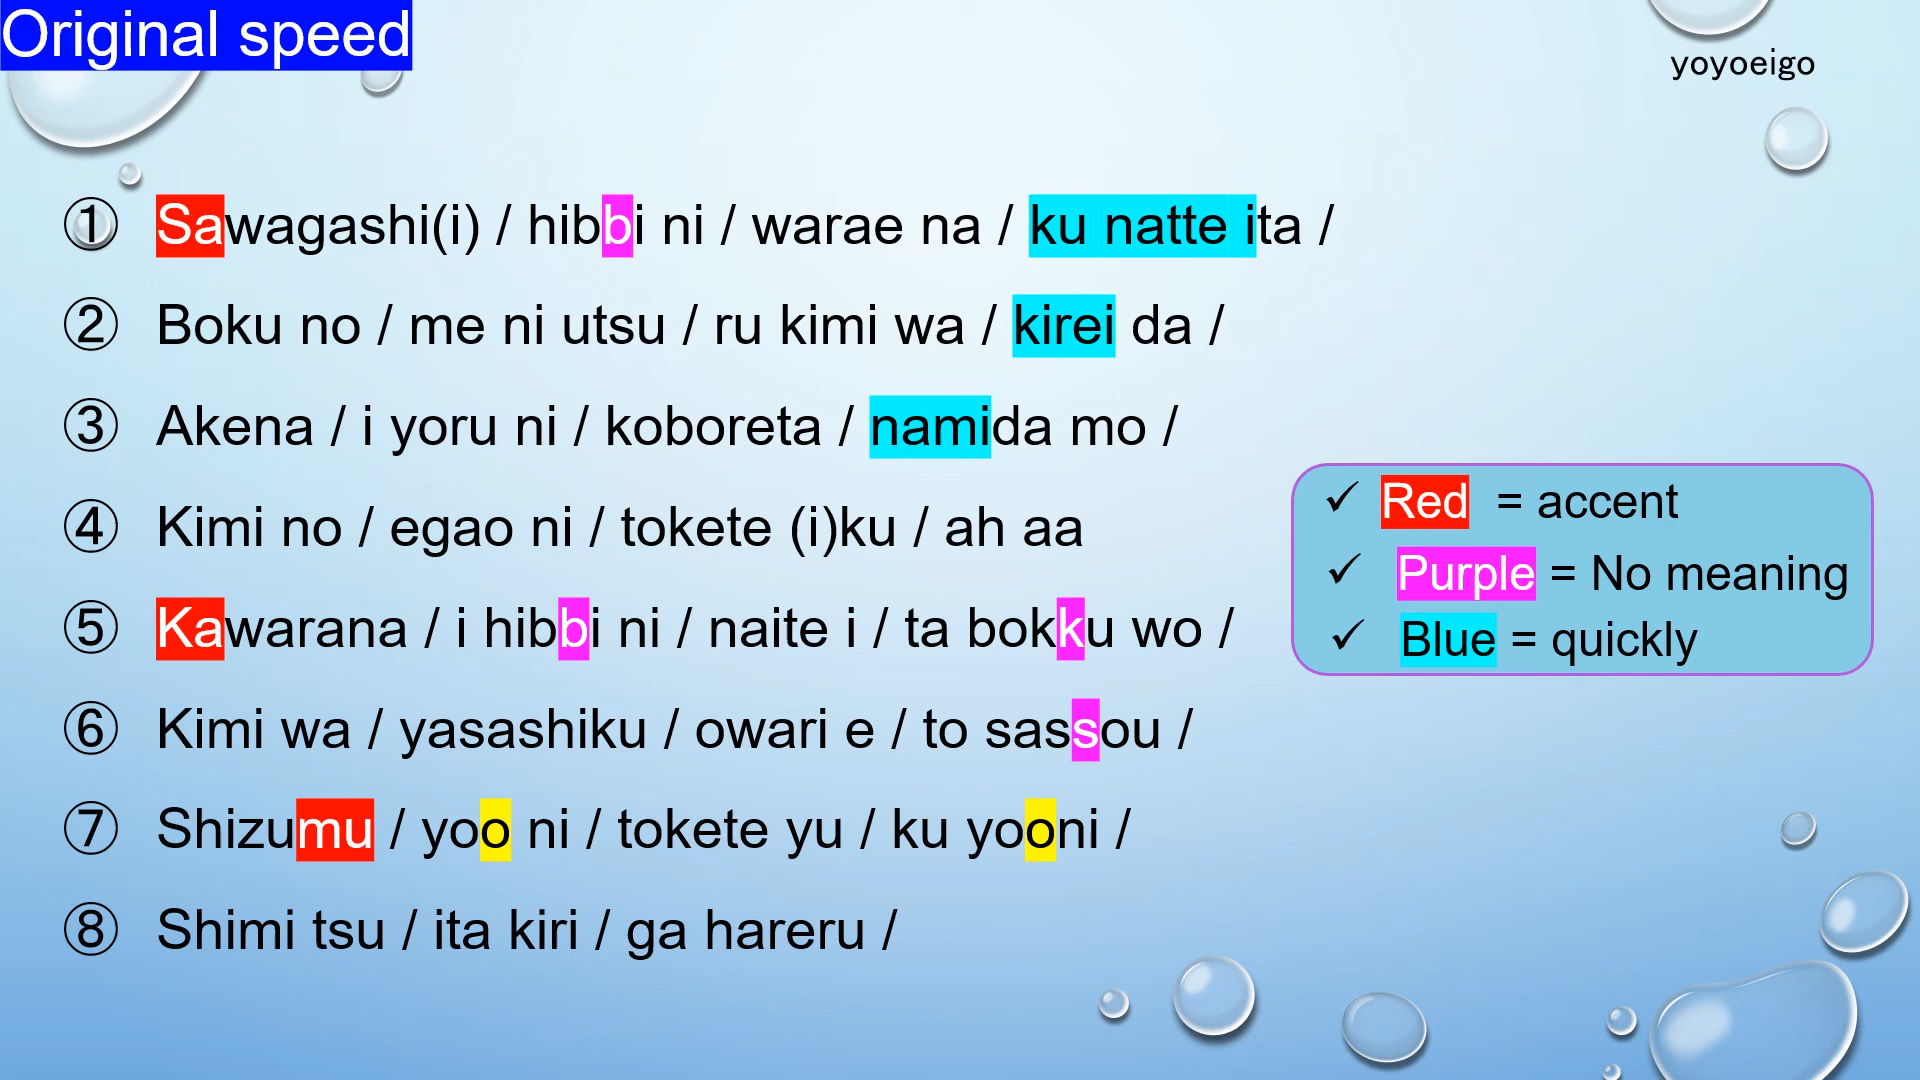 Original speed
yoyoeigo
① Sawagashi(i) / hibbi ni / warae na / ku natte ita /
② Boku no / me ni utsu / ru kimi wa / kirei da /
③ Akena / i yoru ni / koboreta / namida mo /
④ Kimi no / egao ni / tokete (i)ku / ah aa
⑤ Kawarana / i hibbi ni / naite i / ta bokku wo /
⑥ Kimi wa / yasashiku / owari e / to sassou /
⑦ Shizumu / yoo ni / tokete yu / ku yooni /
⑧ Shimi tsu / ita kiri / ga hareru /
✓ Red = accent
✓ Purple = No meaning
✓ Blue = quickly